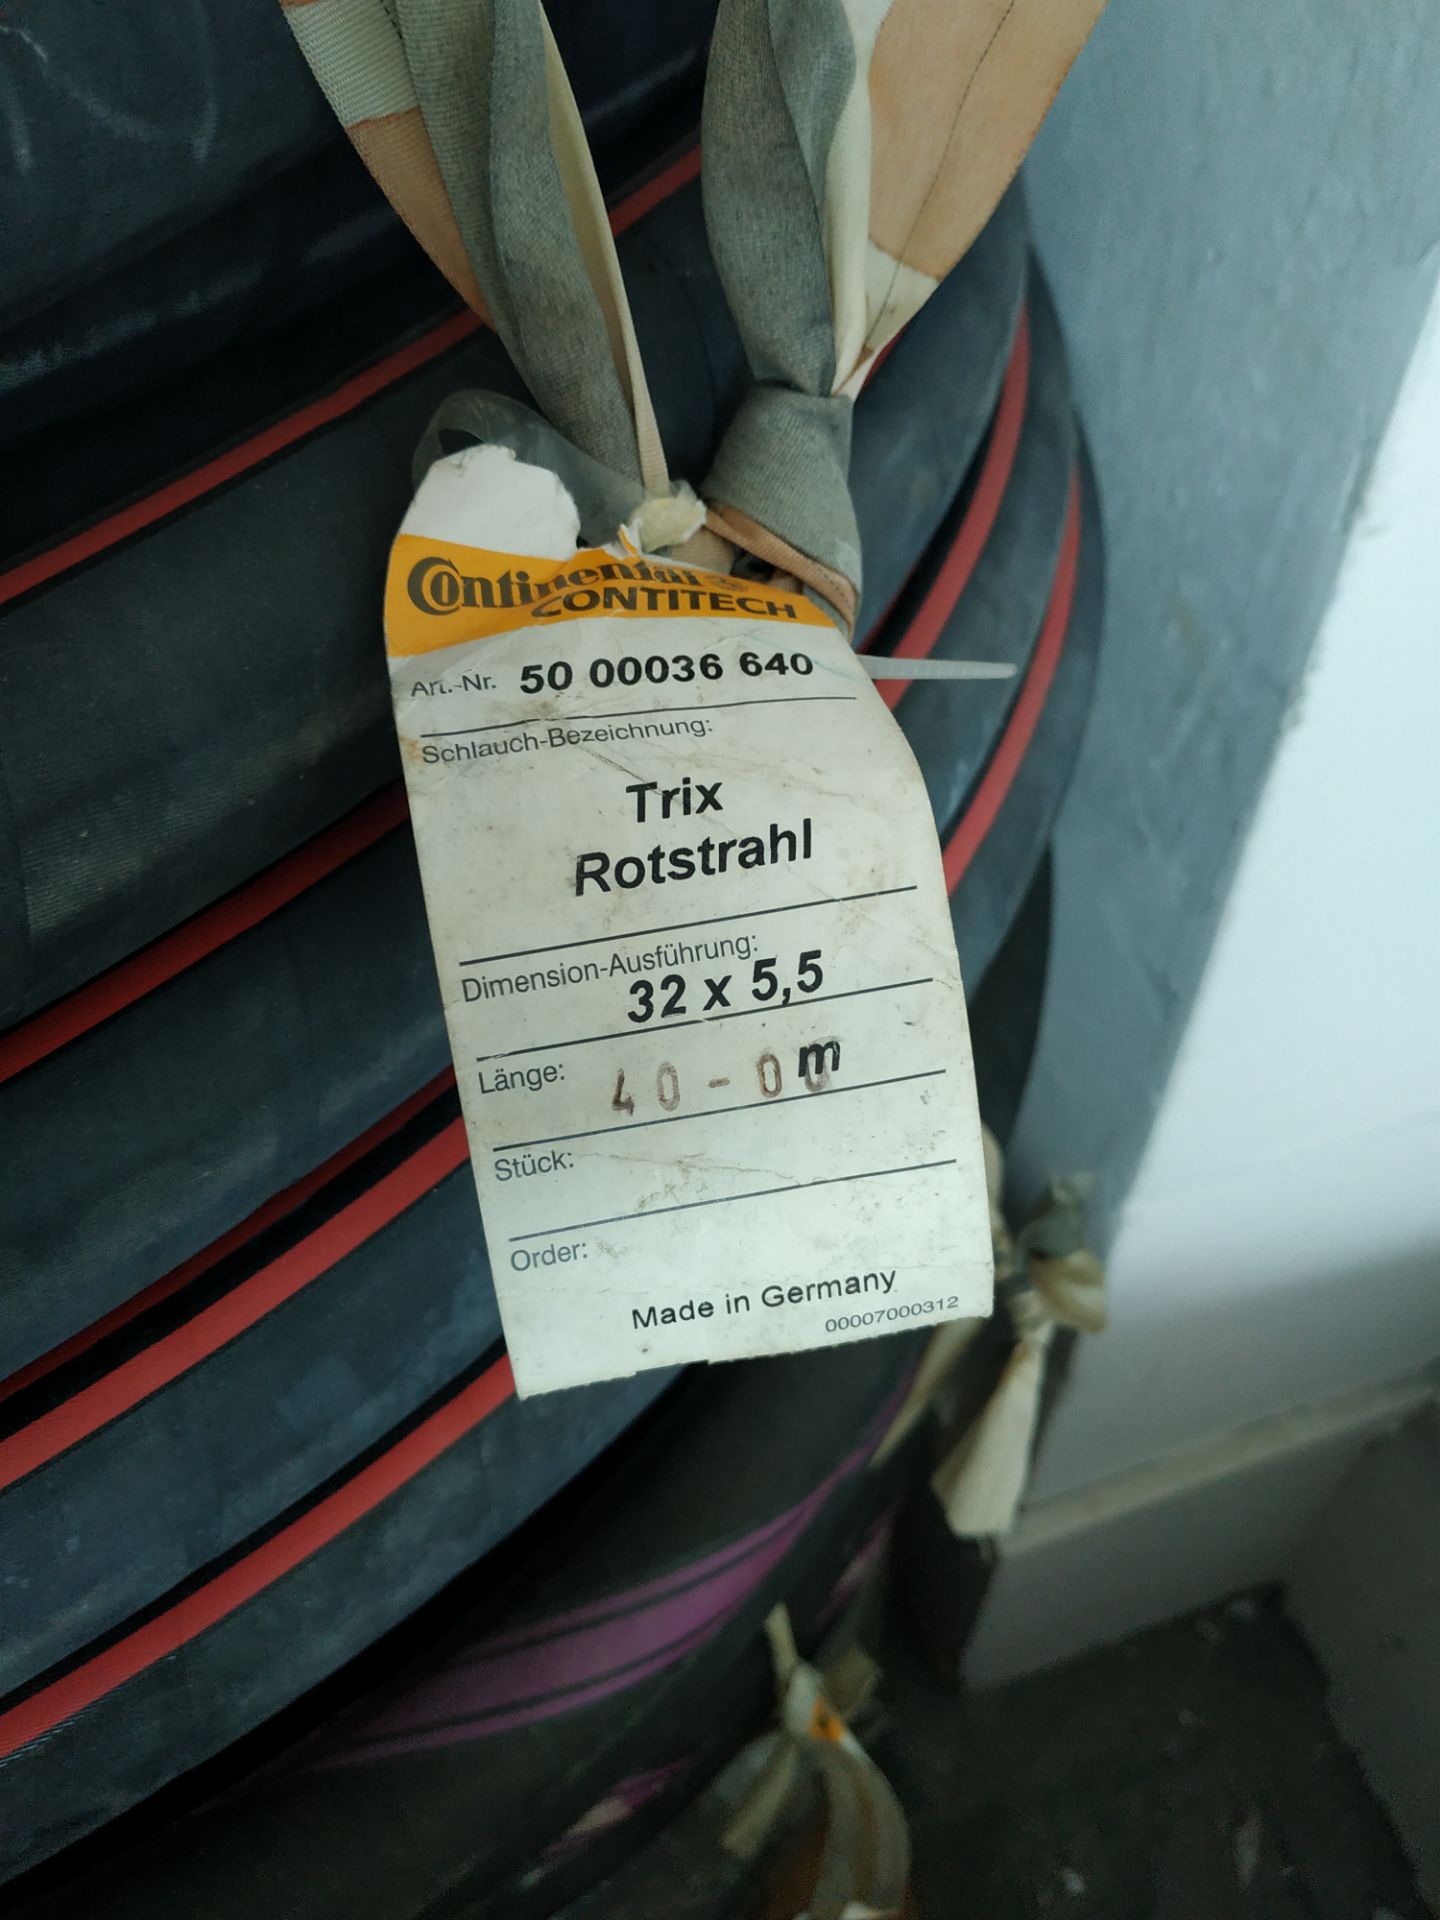 Continental
CONTITECH
Art.-Nr. 50 00036 640
Schlauch-Bezeichnung:
Trix
Rotstrahl
Dimension-Ausführung:
32 x 5,5
Länge: 40-00 m
Stück:
Order:
Made in Germany
00007000312